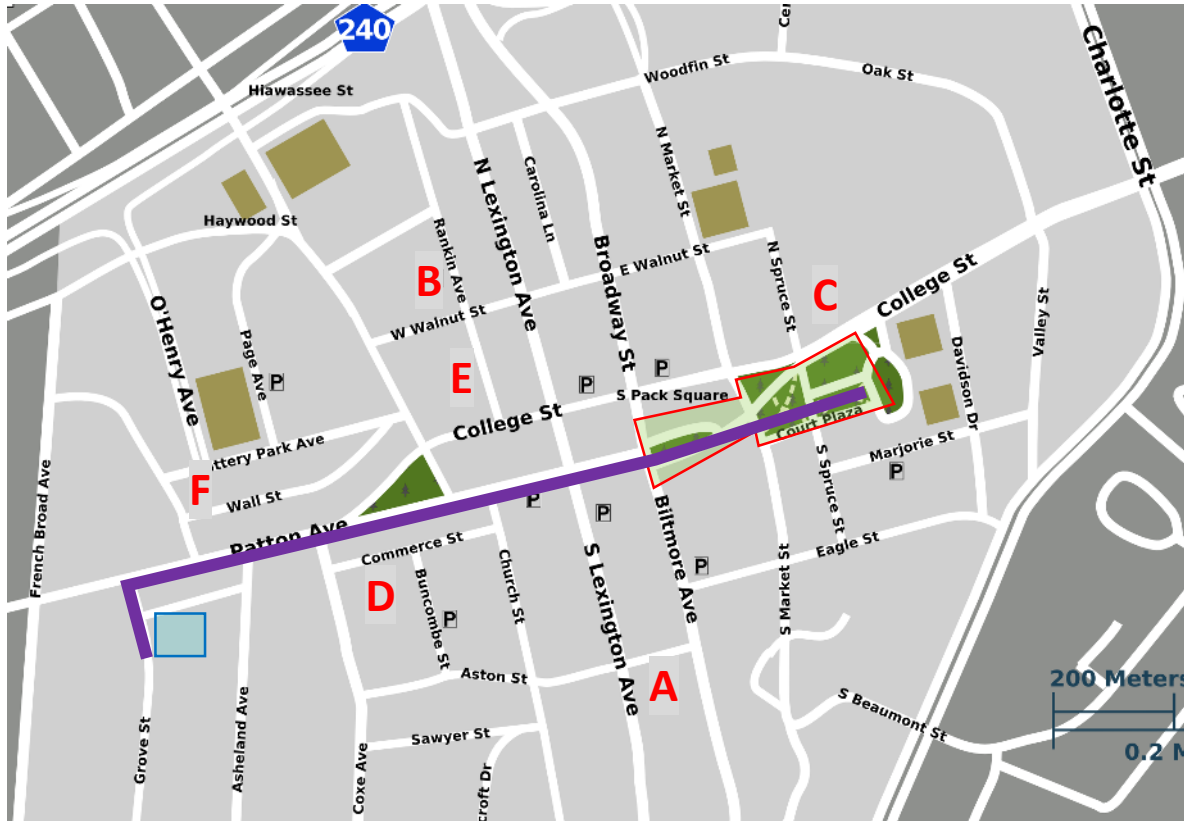 240
Charlotte St
Woodfin St
Oak St
Hiawassee St
N Market St
Carolina Ln
N Lexington Ave
Haywood St
Rankin Ave
Broadway St
E Walnut St
N Spruce St
B
C
College St
O'Henry Ave
W Walnut St
Page Ave
P
E
P
P
S Pack Square
Davidson Dr
Valley St
College St
Court Plaza
Marjorie St
P
ttery Park Ave
F
Wall St
P
P
S Spruce St
French Broad Ave
Patton Ave
Commerce St
Biltmore Ave
Eagle St
P
D
Buncombe St
Church St
S Lexington Ave
S Market St
P
Aston St
A
200 Meters
S Beaumont St
0.2 M
Grove St
Asheland Ave
Coxe Ave
Sawyer St
croft Dr